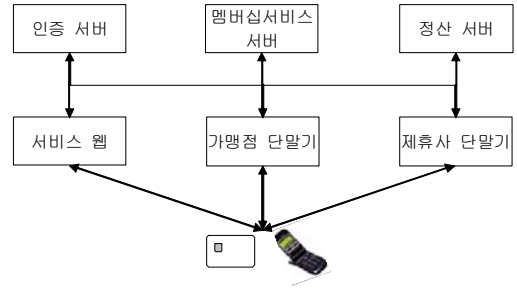 인증 서버
멤버십서비스
서버
정산 서버
서비스 웹
가맹점 단말기
제휴사 단말기